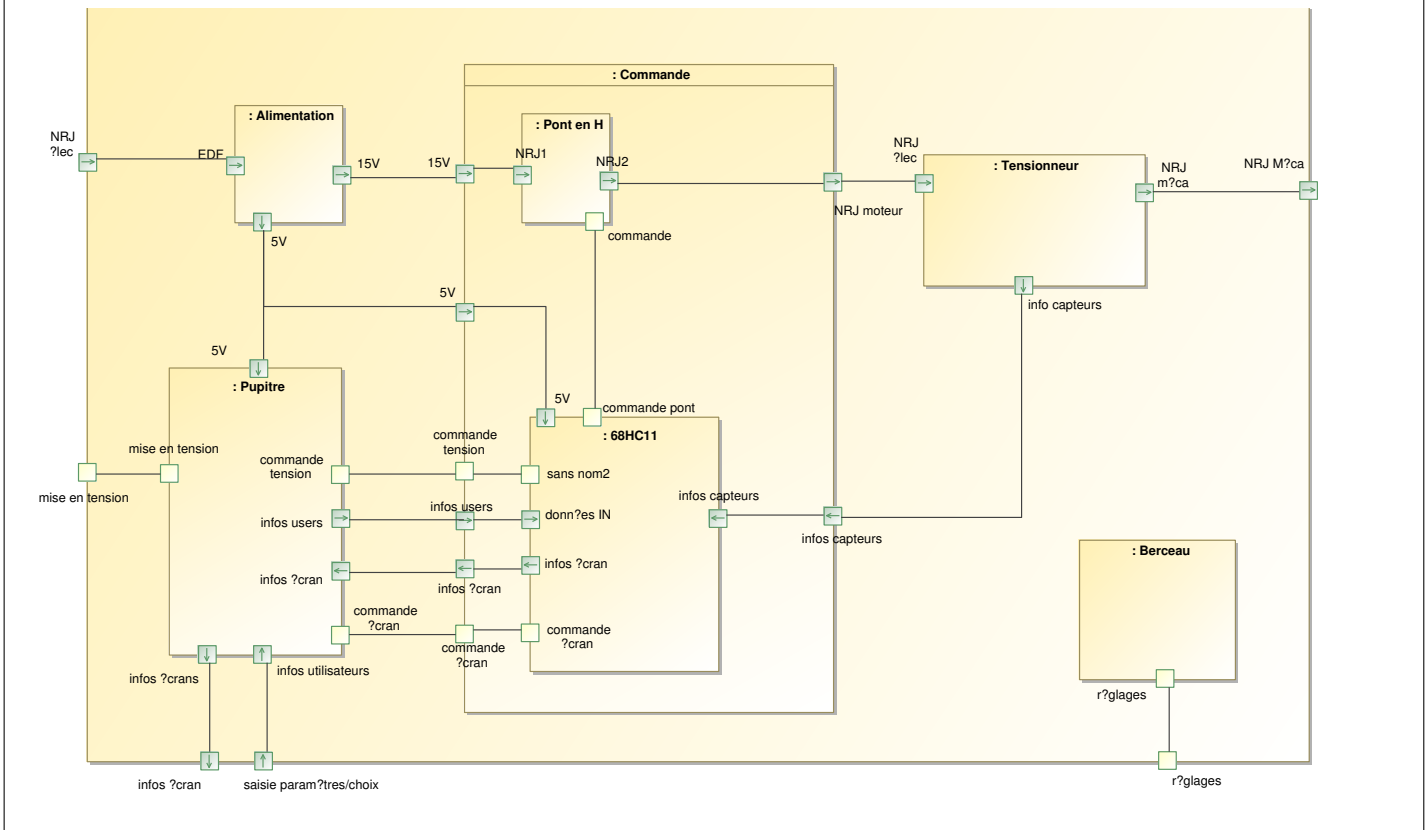 : Commande
: Alimentation
: Pont en H
NRJ
?lec
EDF
15V
15V
NRJ1
NRJ2
NRJ
?lec
: Tensionneur
NRJ
m?ca
NRJ M?ca
NRJ moteur
5V
commande
5V
info capteurs
5V
: Pupitre
5V
commande pont
: 68HC11
mise en tension
commande
tension
commande
tension
sans nom2
mise en tension
infos users
infos users
donn?es IN
infos capteurs
infos capteurs
: Berceau
infos ?cran
infos ?cran
infos ?cran
commande
?cran
commande
?cran
commande
?cran
infos ?crans
infos utilisateurs
r?glages
infos ?cran
saisie param?tres/choix
r?glages